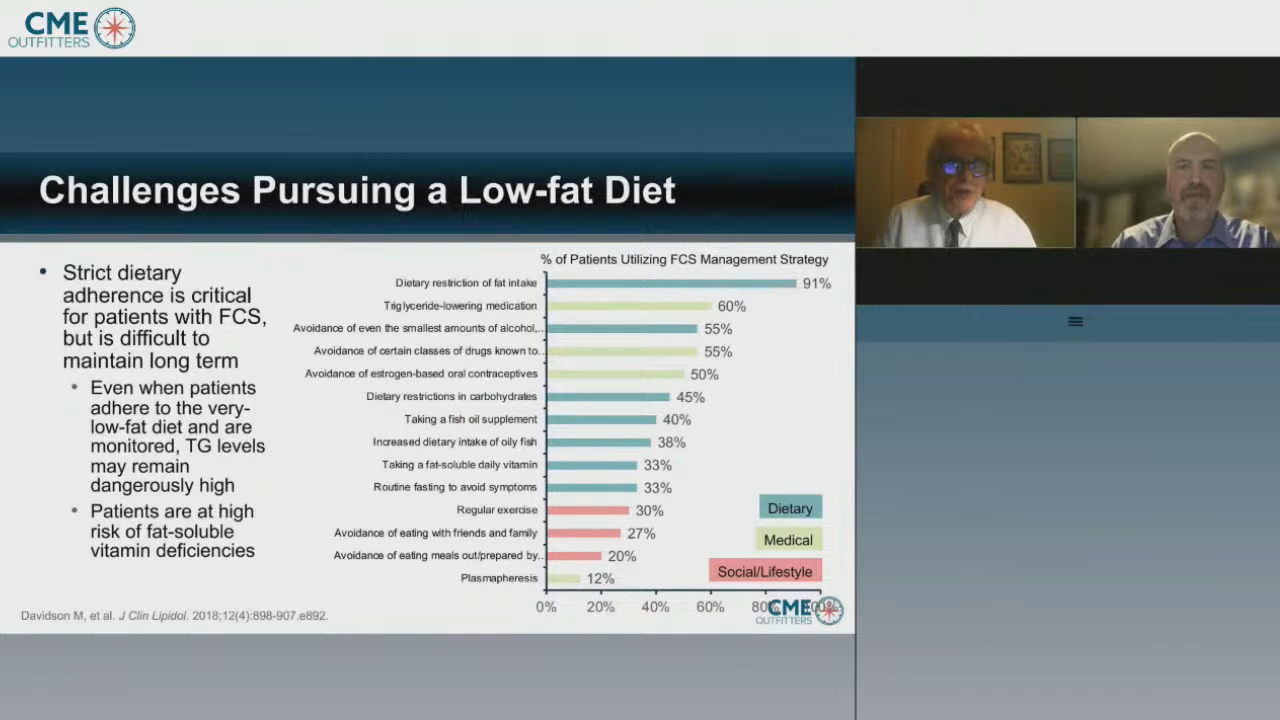 CME
OUTFITTERS
Challenges Pursuing a Low-fat Diet
• Strict dietary
adherence is critical
for patients with FCS,
but is difficult to
maintain long term
• Even when patients
adhere to the very-
low-fat diet and are
monitored, TG levels
may remain
dangerously high
• Patients are at high
risk of fat-soluble
vitamin deficiencies
% of Patients Utilizing FCS Management Strategy
Dietary restriction of fat intake 91%
Triglyceride-lowering medication 60%
Avoidance of even the smallest amounts of alcohol,... 55%
Avoidance of certain classes of drugs known to... 55%
Avoidance of estrogen-based oral contraceptives 50%
Dietary restrictions in carbohydrates 45%
Taking a fish oil supplement 40%
Increased dietary intake of oily fish 38%
Taking a fat-soluble daily vitamin 33%
Routine fasting to avoid symptoms 33%
Regular exercise 30%
Avoidance of eating with friends and family 27%
Avoidance of eating meals out/prepared by... 20%
Plasmapheresis 12%
Dietary
Medical
Social/Lifestyle
0% 20% 40% 60% 80% 100%
CME
OUTFITTERS
Davidson M, et al. J Clin Lipidol. 2018;12(4):898-907.e892.